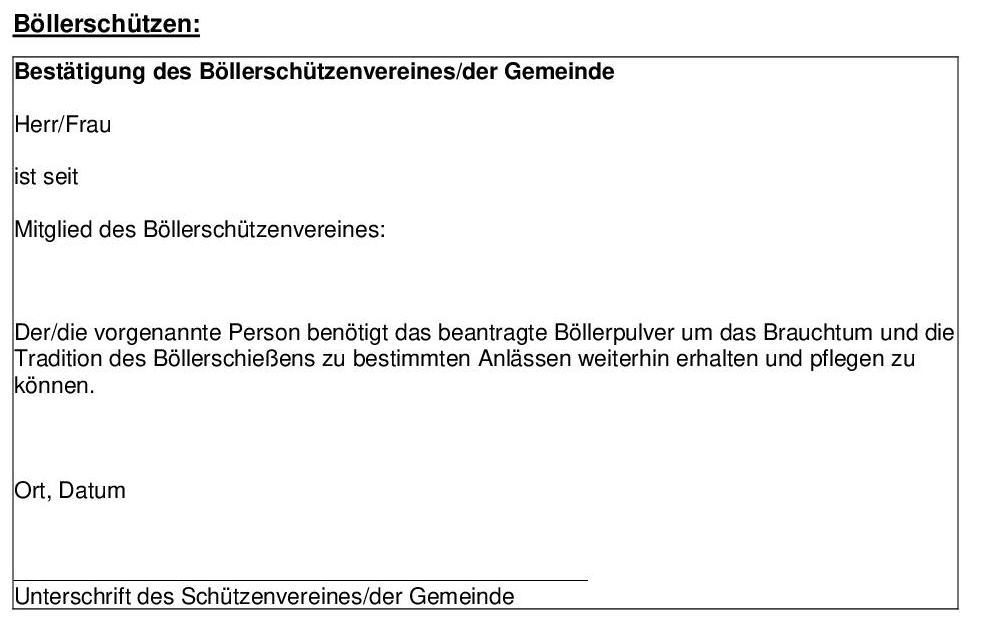 Böllerschützen:
Bestätigung des Böllerschützenvereines/der Gemeinde
Herr/Frau
ist seit
Mitglied des Böllerschützenvereines:
Der/die vorgenannte Person benötigt das beantragte Böllerpulver um das Brauchtum und die
Tradition des Böllerschießens zu bestimmten Anlässen weiterhin erhalten und pflegen zu
können.
Ort, Datum
Unterschrift des Schützenvereines/der Gemeinde